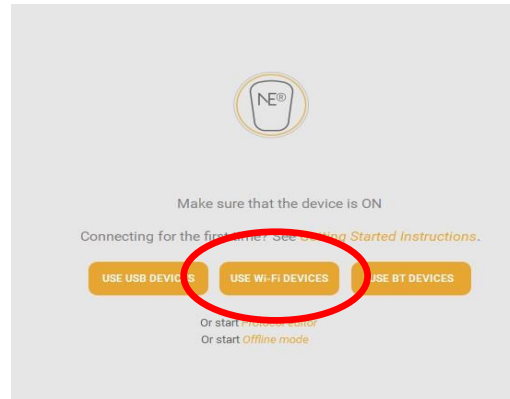 NE®
Make sure that the device is ON
Connecting for the first time? See Getting Started Instructions.
USE USB DEVICES USE Wi-Fi DEVICES USE BT DEVICES
Or start Protocol editor
Or start Offline mode